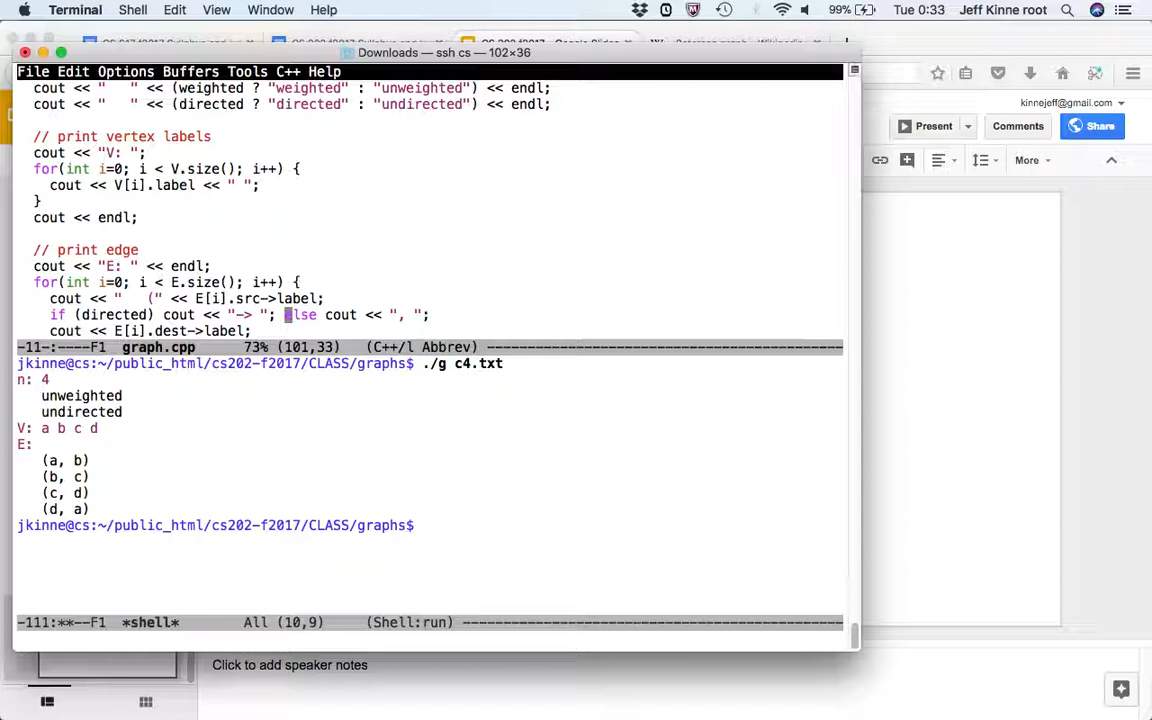 Terminal Shell Edit View Window Help 99% Tue 0:33 Jeff Kinne root
Downloads — ssh cs — 102×36
File Edit Options Buffers Tools C++ Help
kinnejeff@gmail.com
Present Comments Share
More
  cout << "   " << (weighted ? "weighted" : "unweighted") << endl;
  cout << "   " << (directed ? "directed" : "undirected") << endl;
  // print vertex labels
  cout << "V: ";
  for(int i=0; i < V.size(); i++) {
    cout << V[i].label << " ";
  }
  cout << endl;
  // print edge
  cout << "E: " << endl;
  for(int i=0; i < E.size(); i++) {
    cout << "   (" << E[i].src->label;
    if (directed) cout << "-> "; else cout << ", ";
    cout << E[i].dest->label;
-11-:----F1  graph.cpp      73% (101,33)   (C++/l Abbrev) ------------------------------------------------
jkinne@cs:~/public_html/cs202-f2017/CLASS/graphs$ ./g c4.txt
n: 4
   unweighted
   undirected
V: a b c d
E:
   (a, b)
   (b, c)
   (c, d)
   (d, a)
jkinne@cs:~/public_html/cs202-f2017/CLASS/graphs$
-111:**--F1  *shell*        All (10,9)     (Shell:run) ------------------------------------------------
Click to add speaker notes